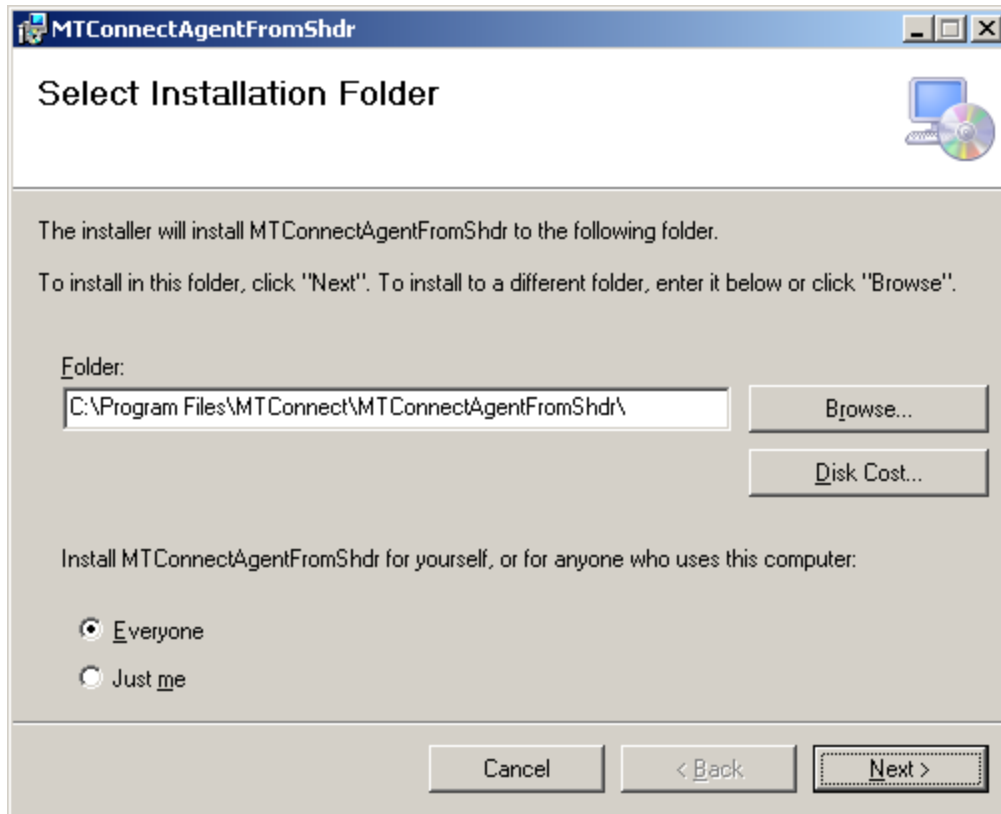 MTConnectAgentFromShdr
Select Installation Folder
The installer will install MTConnectAgentFromShdr to the following folder.
To install in this folder, click "Next". To install to a different folder, enter it below or click "Browse".
Folder:
C:\Program Files\MTConnect\MTConnectAgentFromShdr\
Browse...
Disk Cost...
Install MTConnectAgentFromShdr for yourself, or for anyone who uses this computer:
Everyone
Just me
Cancel
< Back
Next >